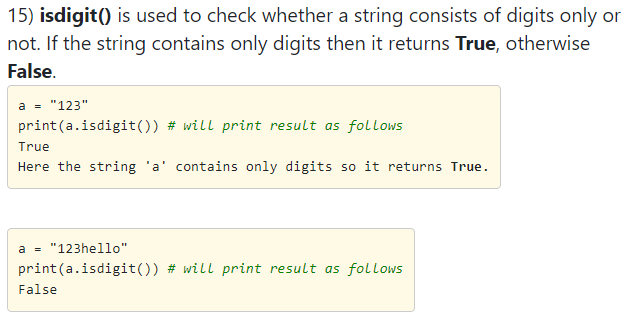 15) isdigit() is used to check whether a string consists of digits only or
not. If the string contains only digits then it returns True, otherwise
False.
a = "123"
print(a.isdigit()) # will print result as follows
True
Here the string 'a' contains only digits so it returns True.
a = "123hello"
print(a.isdigit()) # will print result as follows
False